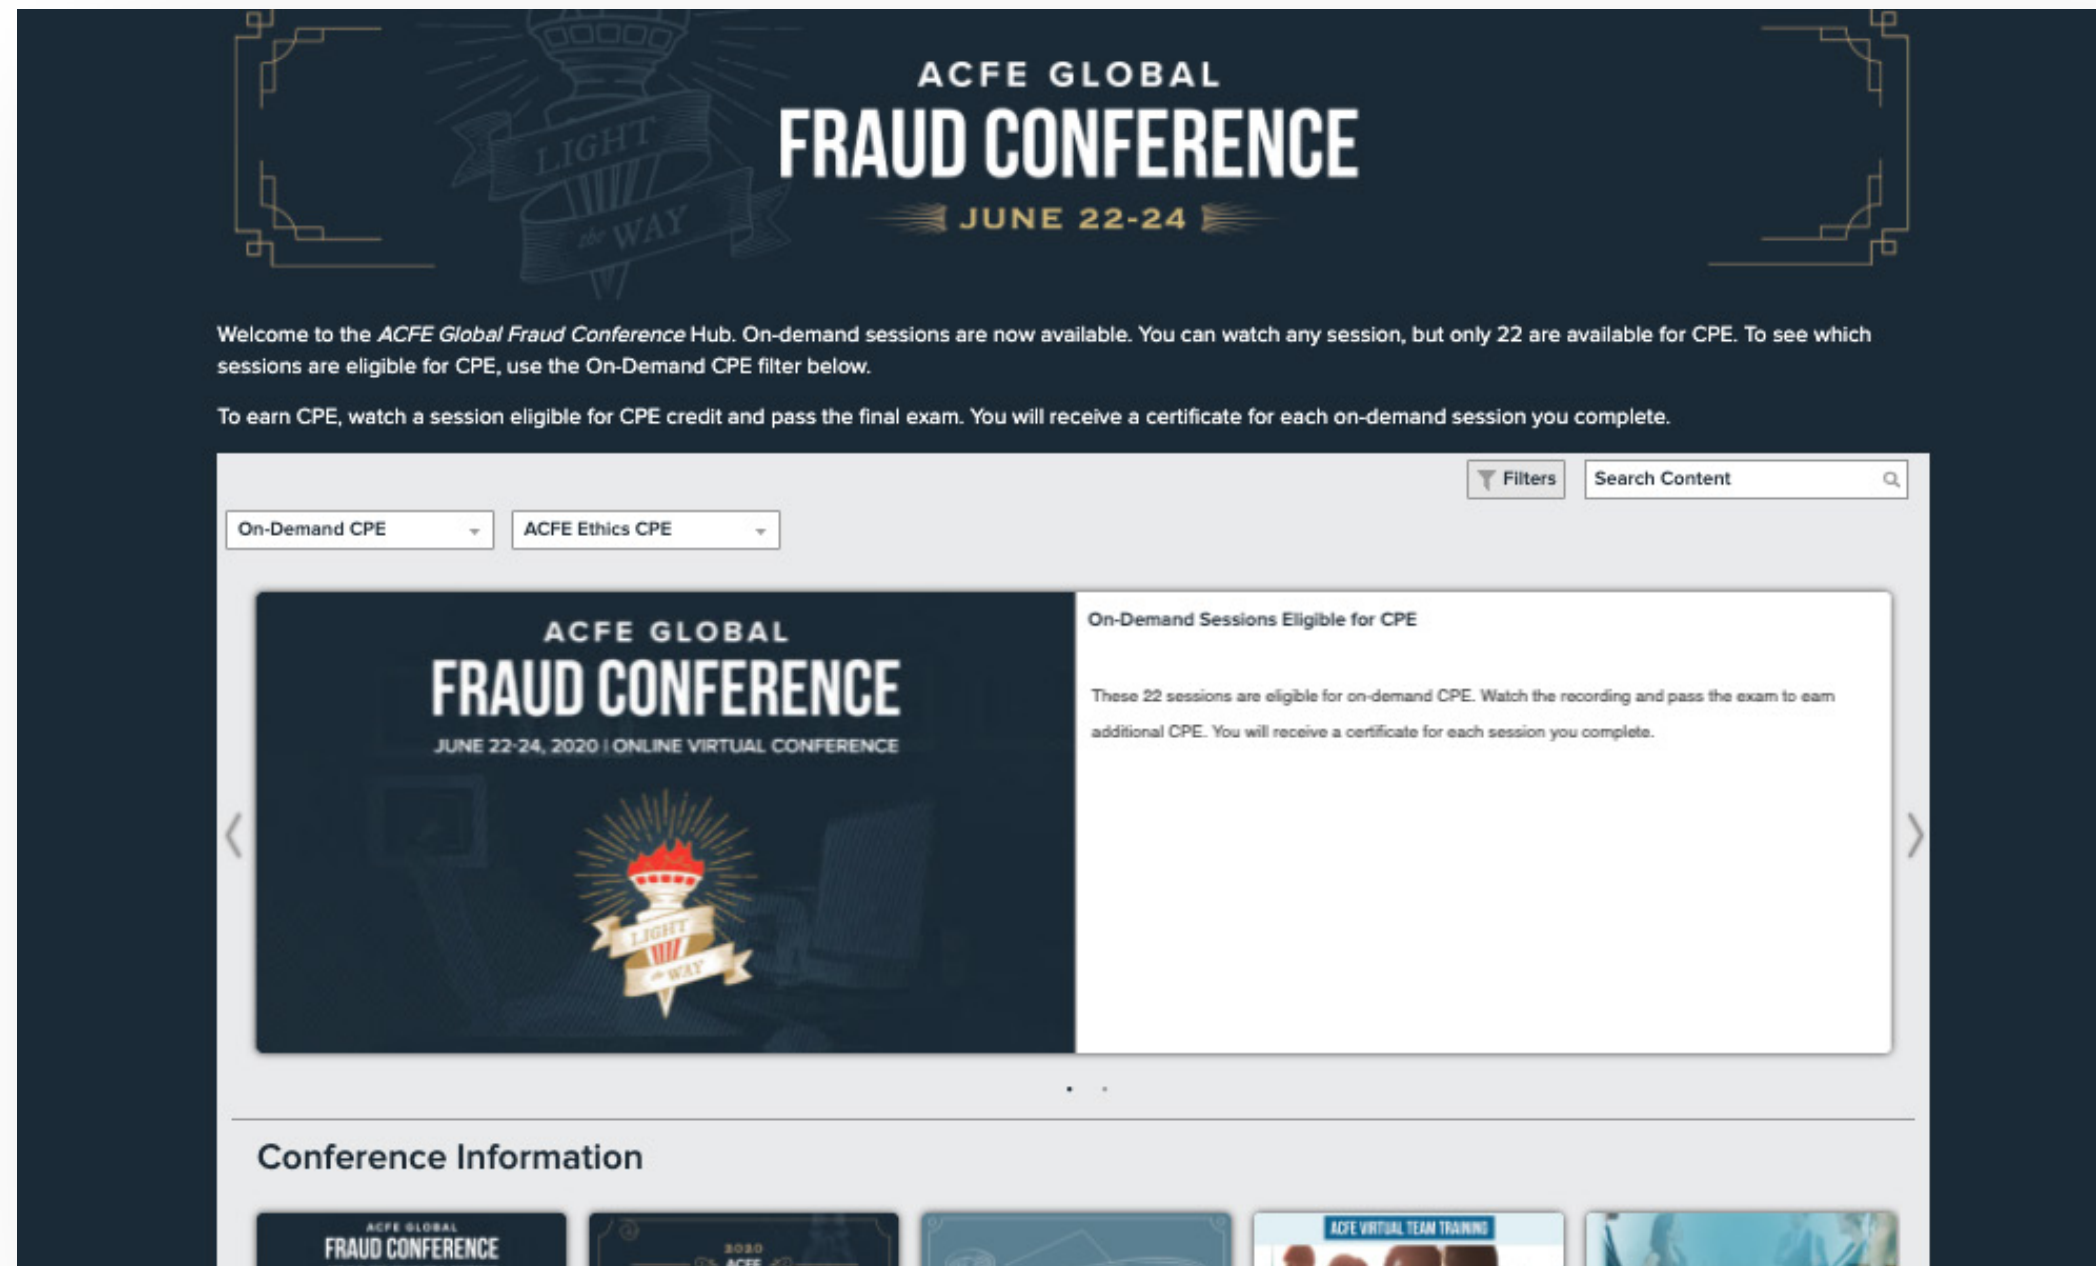 LIGHT
the WAY
ACFE GLOBAL
FRAUD CONFERENCE
JUNE 22-24
Welcome to the ACFE Global Fraud Conference Hub. On-demand sessions are now available. You can watch any session, but only 22 are available for CPE. To see which
sessions are eligible for CPE, use the On-Demand CPE filter below.
To earn CPE, watch a session eligible for CPE credit and pass the final exam. You will receive a certificate for each on-demand session you complete.
Filters
Search Content
On-Demand CPE
ACFE Ethics CPE
ACFE GLOBAL
FRAUD CONFERENCE
JUNE 22-24, 2020 | ONLINE VIRTUAL CONFERENCE
LIGHT
the WAY
On-Demand Sessions Eligible for CPE
These 22 sessions are eligible for on-demand CPE. Watch the recording and pass the exam to earn
additional CPE. You will receive a certificate for each session you complete.
Conference Information
ACFE GLOBAL
FRAUD CONFERENCE
2020
ACFE
ACFE VIRTUAL TEAM TRAINING